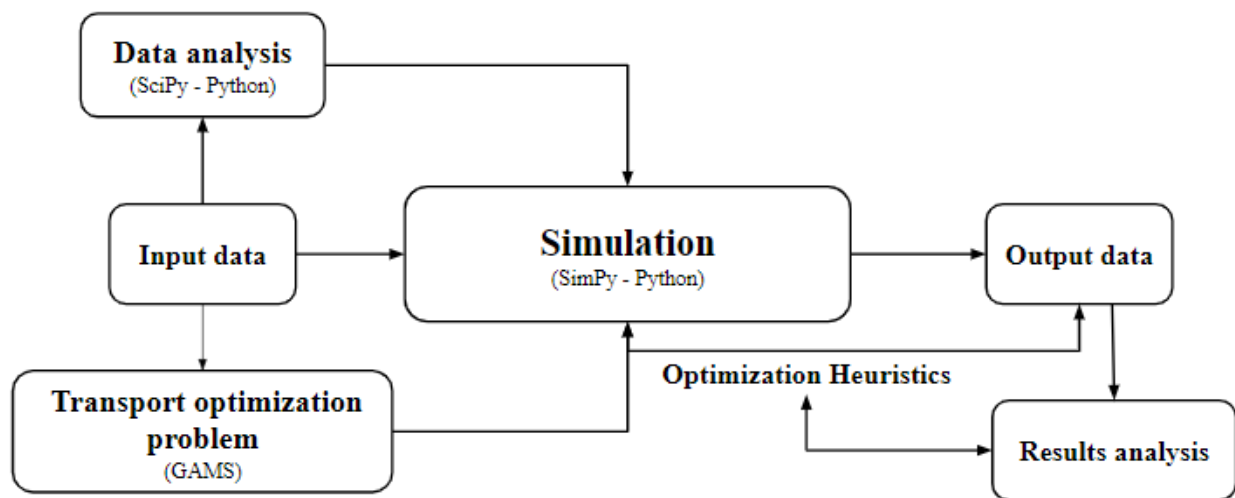 Data analysis
(SciPy - Python)
Input data
Simulation
(SimPy - Python)
Output data
Optimization Heuristics
Transport optimization
problem
(GAMS)
Results analysis